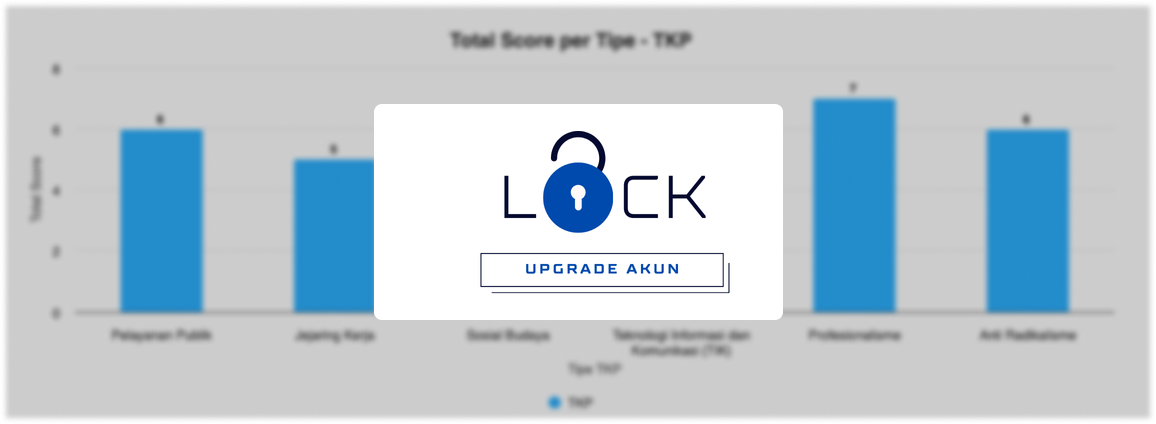 Total Score per Tipe - TKP
8
6
4
2
0
Total Score
6
5
7
6
LOCK
UPGRADE AKUN
Pelayanan Publik
Jejaring Kerja
Sosial Budaya
Teknologi Informasi dan
Komunikasi (TIK)
Profesionalisme
Anti Radikalisme
Tipe TKP
TKP